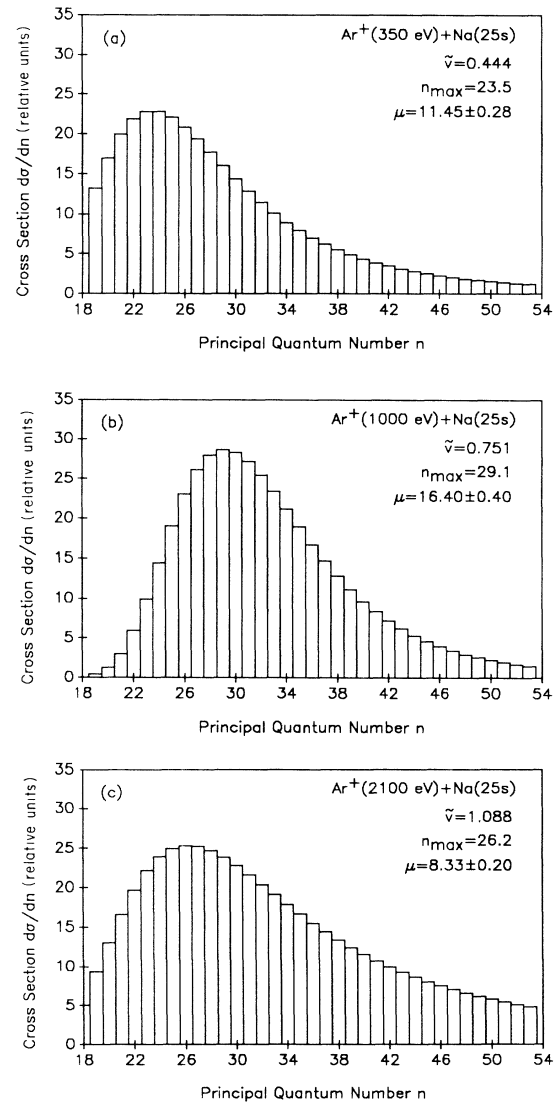 35
30
25
20
15
10
5
0
Cross Section dσ/dn (relative units)
(a)
Ar⁺(350 eV)+Na(25s)
ṽ=0.444
nmax=23.5
μ=11.45±0.28
18 22 26 30 34 38 42 46 50 54
Principal Quantum Number n
35
30
25
20
15
10
5
0
Cross Section dσ/dn (relative units)
(b)
Ar⁺(1000 eV)+Na(25s)
ṽ=0.751
nmax=29.1
μ=16.40±0.40
18 22 26 30 34 38 42 46 50 54
Principal Quantum Number n
35
30
25
20
15
10
5
0
Cross Section dσ/dn (relative units)
(c)
Ar⁺(2100 eV)+Na(25s)
ṽ=1.088
nmax=26.2
μ=8.33±0.20
18 22 26 30 34 38 42 46 50 54
Principal Quantum Number n